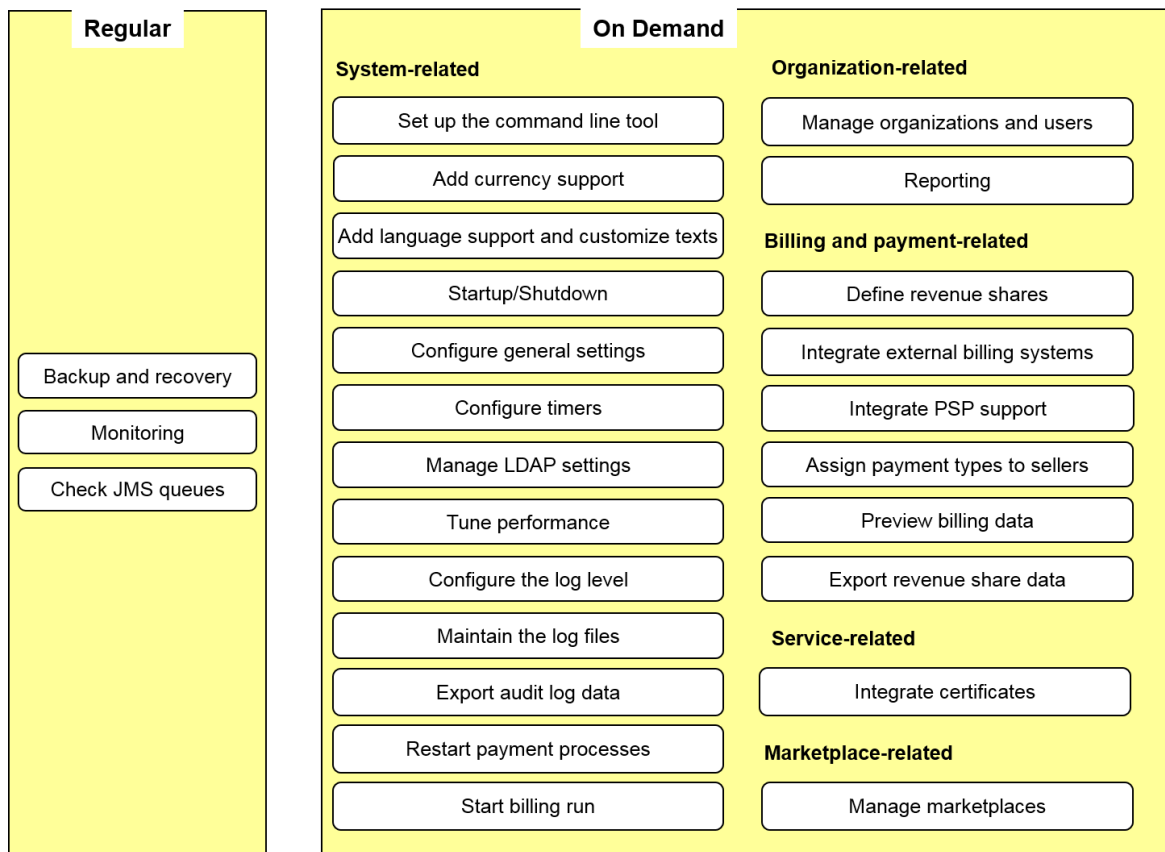 Regular
Backup and recovery
Monitoring
Check JMS queues
On Demand
System-related
Set up the command line tool
Add currency support
Add language support and customize texts
Startup/Shutdown
Configure general settings
Configure timers
Manage LDAP settings
Tune performance
Configure the log level
Maintain the log files
Export audit log data
Restart payment processes
Start billing run
Organization-related
Manage organizations and users
Reporting
Billing and payment-related
Define revenue shares
Integrate external billing systems
Integrate PSP support
Assign payment types to sellers
Preview billing data
Export revenue share data
Service-related
Integrate certificates
Marketplace-related
Manage marketplaces